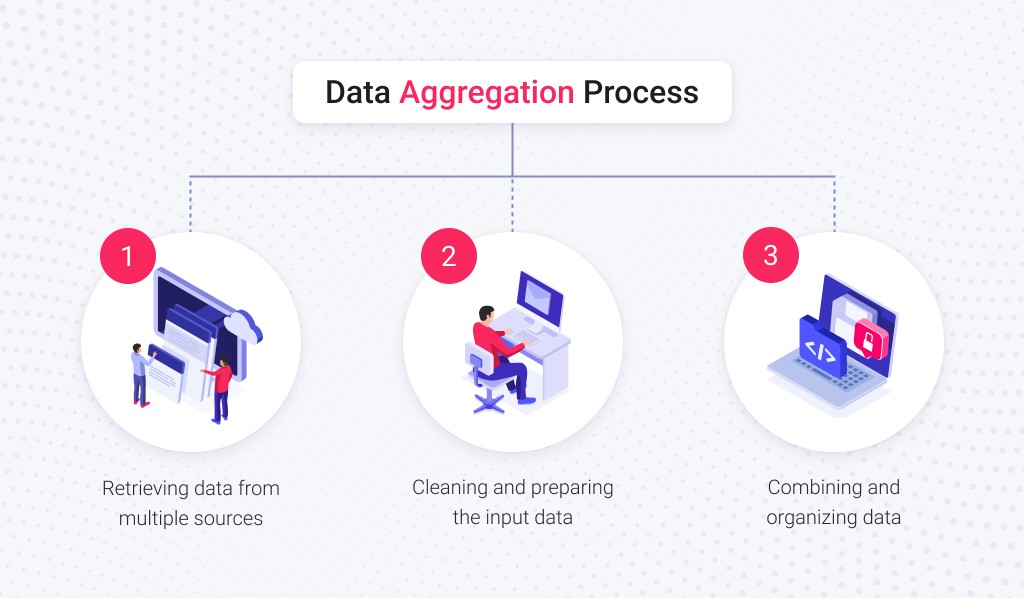 Data Aggregation Process
1
2
3
</>
Retrieving data from
multiple sources
Cleaning and preparing
the input data
Combining and
organizing data